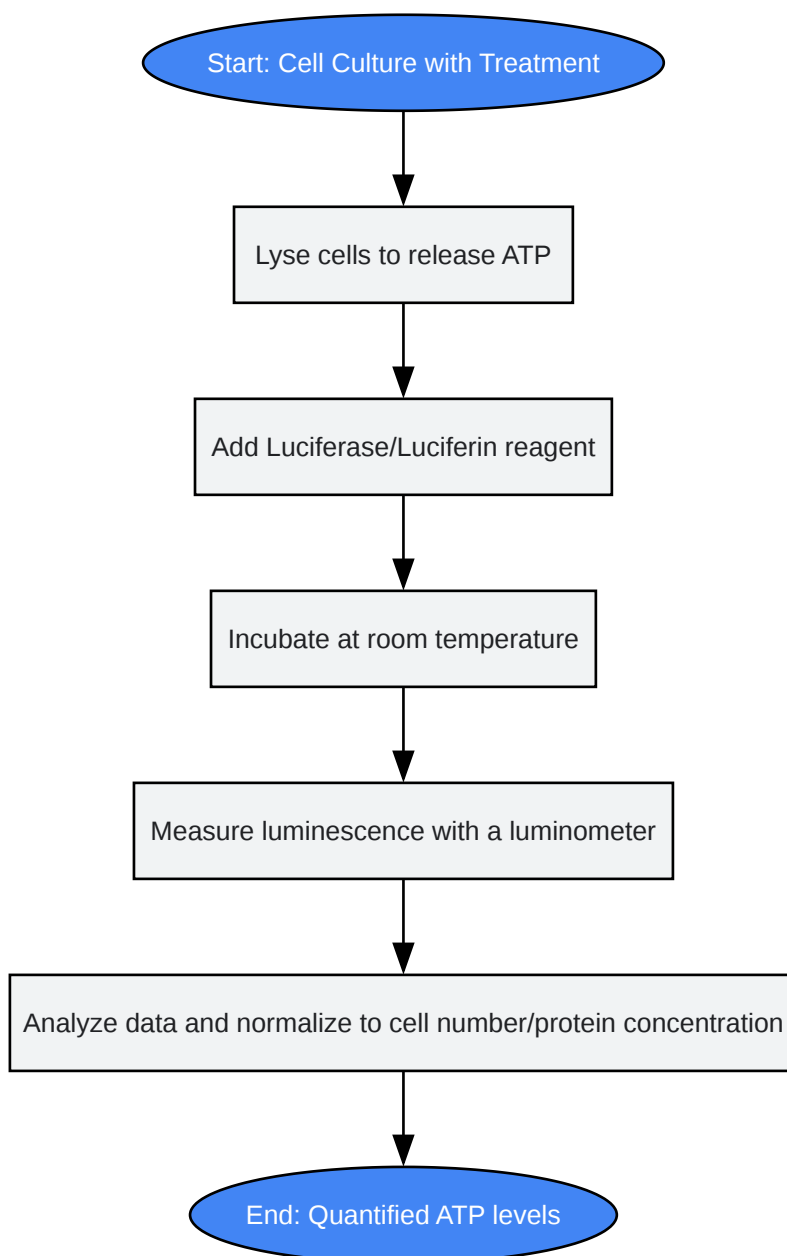 Start: Cell Culture with Treatment
Lyse cells to release ATP
Add Luciferase/Luciferin reagent
Incubate at room temperature
Measure luminescence with a luminometer
Analyze data and normalize to cell number/protein concentration
End: Quantified ATP levels